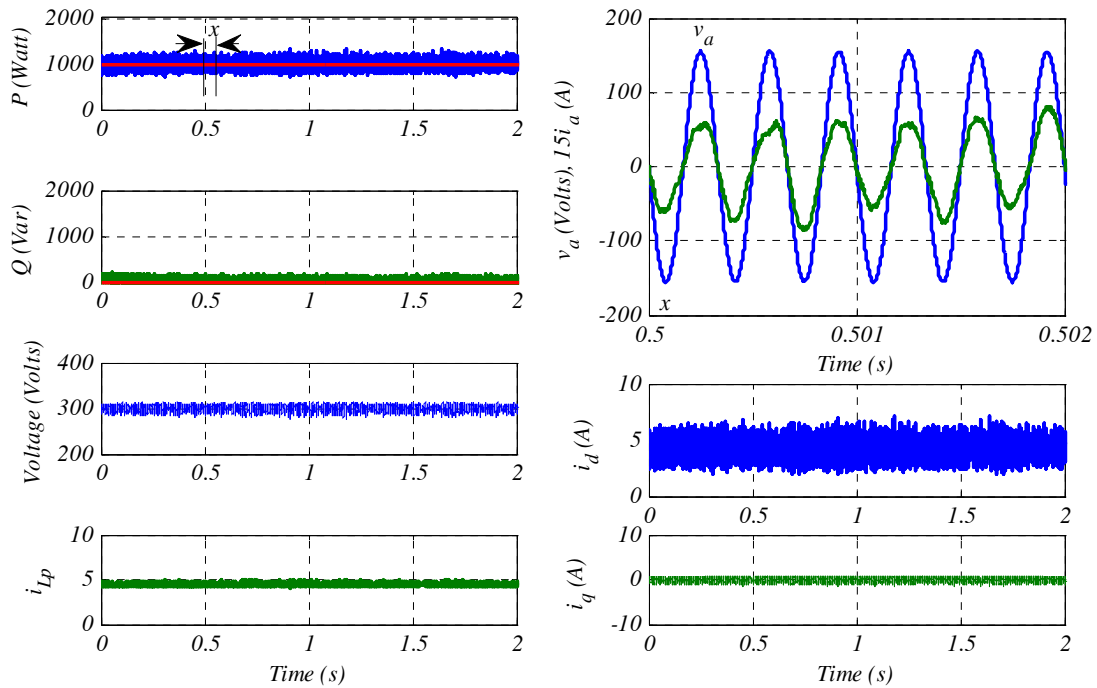 P (Watt)
2000
1000
0
x
0 0.5 1 1.5 2
Q (Var)
2000
1000
0
0 0.5 1 1.5 2
Voltage (Volts)
400
300
200
0 0.5 1 1.5 2
i_Lp
10
5
0
0 0.5 1 1.5 2
Time (s)
v_a (Volts), 15i_a (A)
200
100
0
-100
-200
v_a
x
0.5 0.501 0.502
Time (s)
i_d (A)
10
5
0
0 0.5 1 1.5 2
i_q (A)
10
0
-10
0 0.5 1 1.5 2
Time (s)